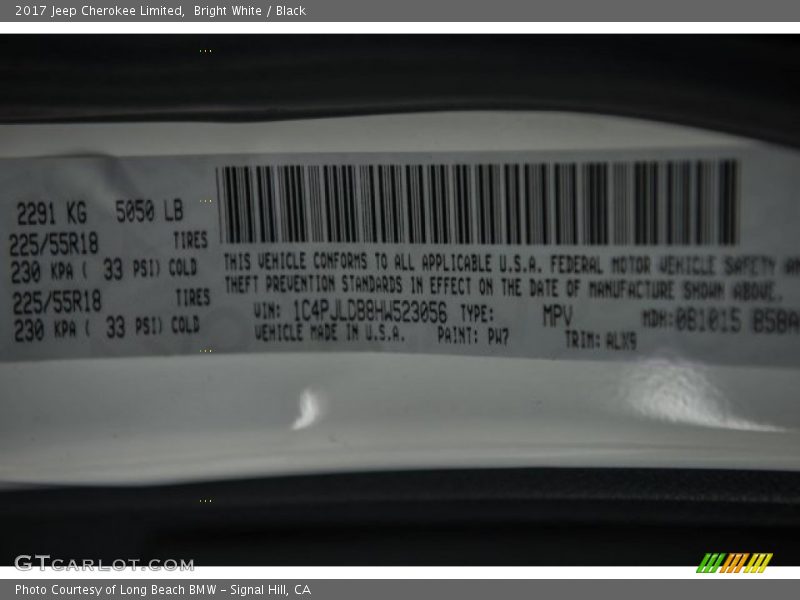 2017 Jeep Cherokee Limited,  Bright White / Black
2291 KG 5050 LB
225/55R18 TIRES
230 KPA ( 33 PSI) COLD
225/55R18 TIRES
230 KPA ( 33 PSI) COLD
THIS VEHICLE CONFORMS TO ALL APPLICABLE U.S.A. FEDERAL MOTOR VEHICLE SAFETY
THEFT PREVENTION STANDARDS IN EFFECT ON THE DATE OF MANUFACTURE SHOWN ABOVE.
VIN: 1C4PJLDB8HW523056 TYPE: MPV MDH:081015 858A
VEHICLE MADE IN U.S.A. PAINT: PW7 TRIM: ALX9
GTCARLOT.COM
Photo Courtesy of Long Beach BMW – Signal Hill, CA